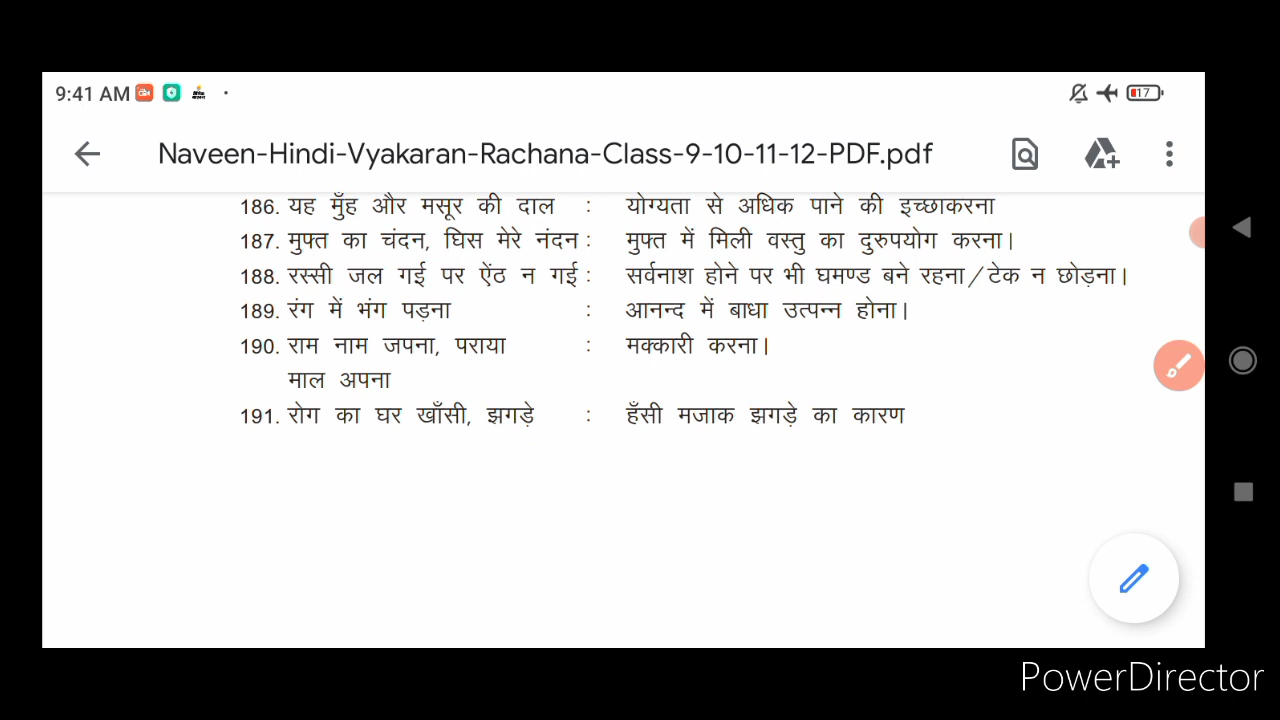 9:41 AM 17
Naveen-Hindi-Vyakaran-Rachana-Class-9-10-11-12-PDF.pdf
186. यह मुँह और मसूर की दाल : योग्यता से अधिक पाने की इच्छाकरना
187. मुफ्त का चंदन, घिस मेरे नंदन : मुफ्त में मिली वस्तु का दुरुपयोग करना।
188. रस्सी जल गई पर ऐंठ न गई : सर्वनाश होने पर भी घमण्ड बने रहना/टेक न छोड़ना।
189. रंग में भंग पड़ना : आनन्द में बाधा उत्पन्न होना।
190. राम नाम जपना, पराया : मक्कारी करना।
माल अपना
191. रोग का घर खाँसी, झगड़े : हँसी मजाक झगड़े का कारण
PowerDirector